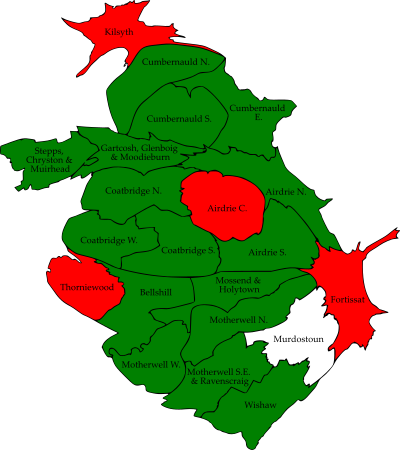 Kilsyth
Cumbernauld N.
Cumbernauld
E.
Cumbernauld S.
Stepps,
Chryston &
Muirhead
Gartcosh, Glenboig
& Moodieburn
Coatbridge N.
Airdrie N.
Airdrie C.
Coatbridge W.
Coatbridge S.
Airdrie S.
Thorniewood
Bellshill
Mossend &
Holytown
Fortissat
Motherwell N.
Murdostoun
Motherwell W.
Motherwell S.E.
& Ravenscraig
Wishaw